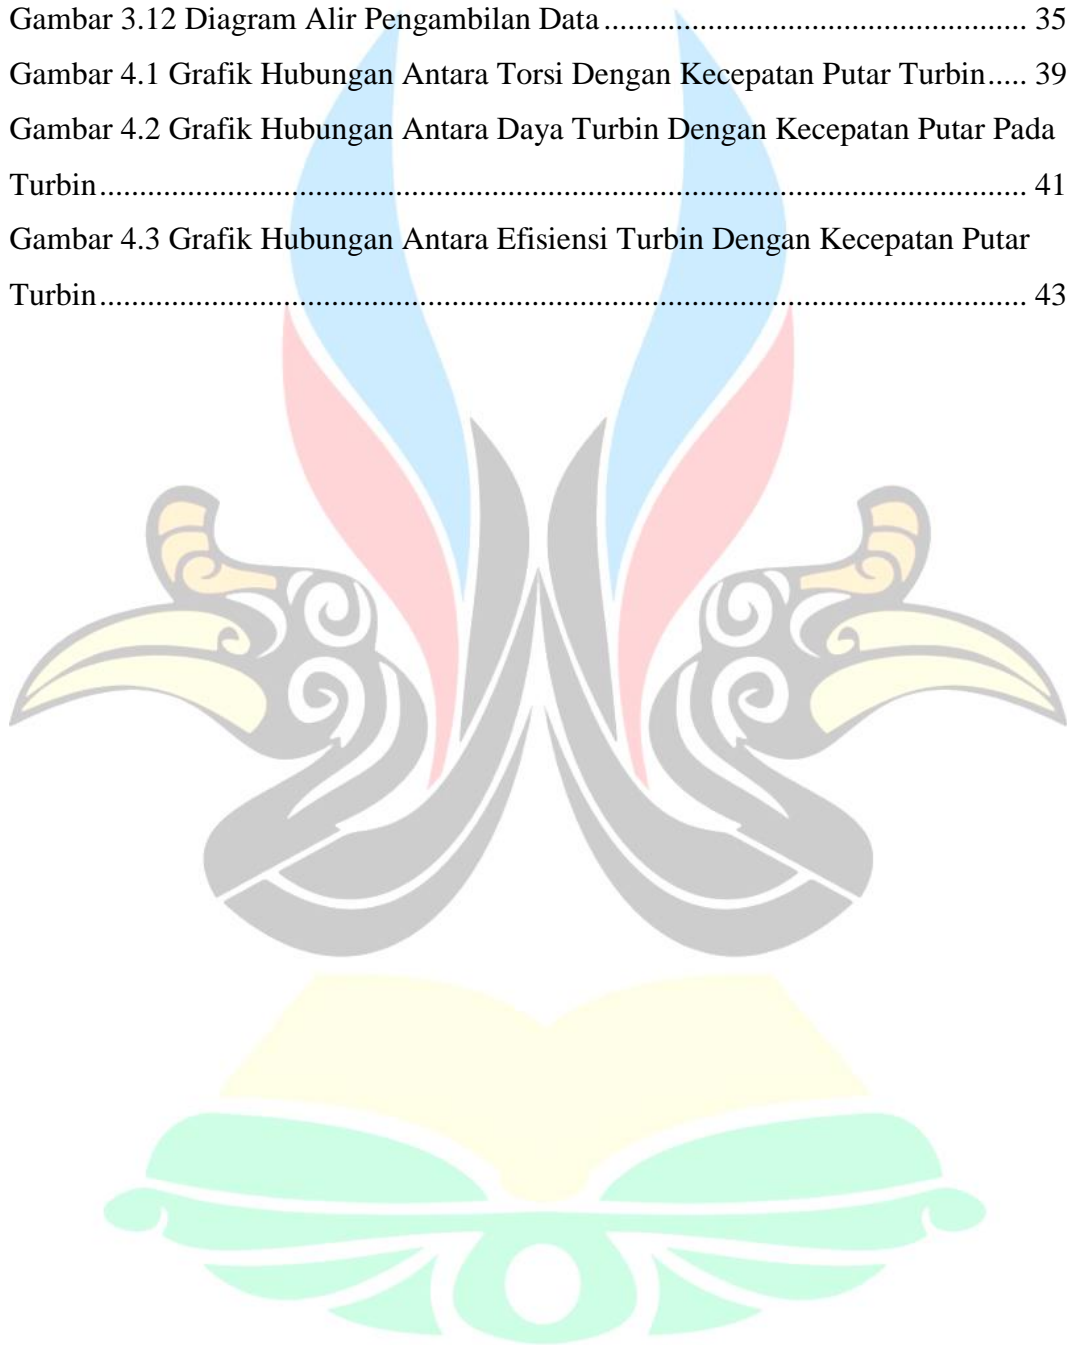 Gambar 3.12 Diagram Alir Pengambilan Data ............................................. 35
Gambar 4.1 Grafik Hubungan Antara Torsi Dengan Kecepatan Putar Turbin ..... 39
Gambar 4.2 Grafik Hubungan Antara Daya Turbin Dengan Kecepatan Putar Pada
Turbin .................................................................................................. 41
Gambar 4.3 Grafik Hubungan Antara Efisiensi Turbin Dengan Kecepatan Putar
Turbin .................................................................................................. 43